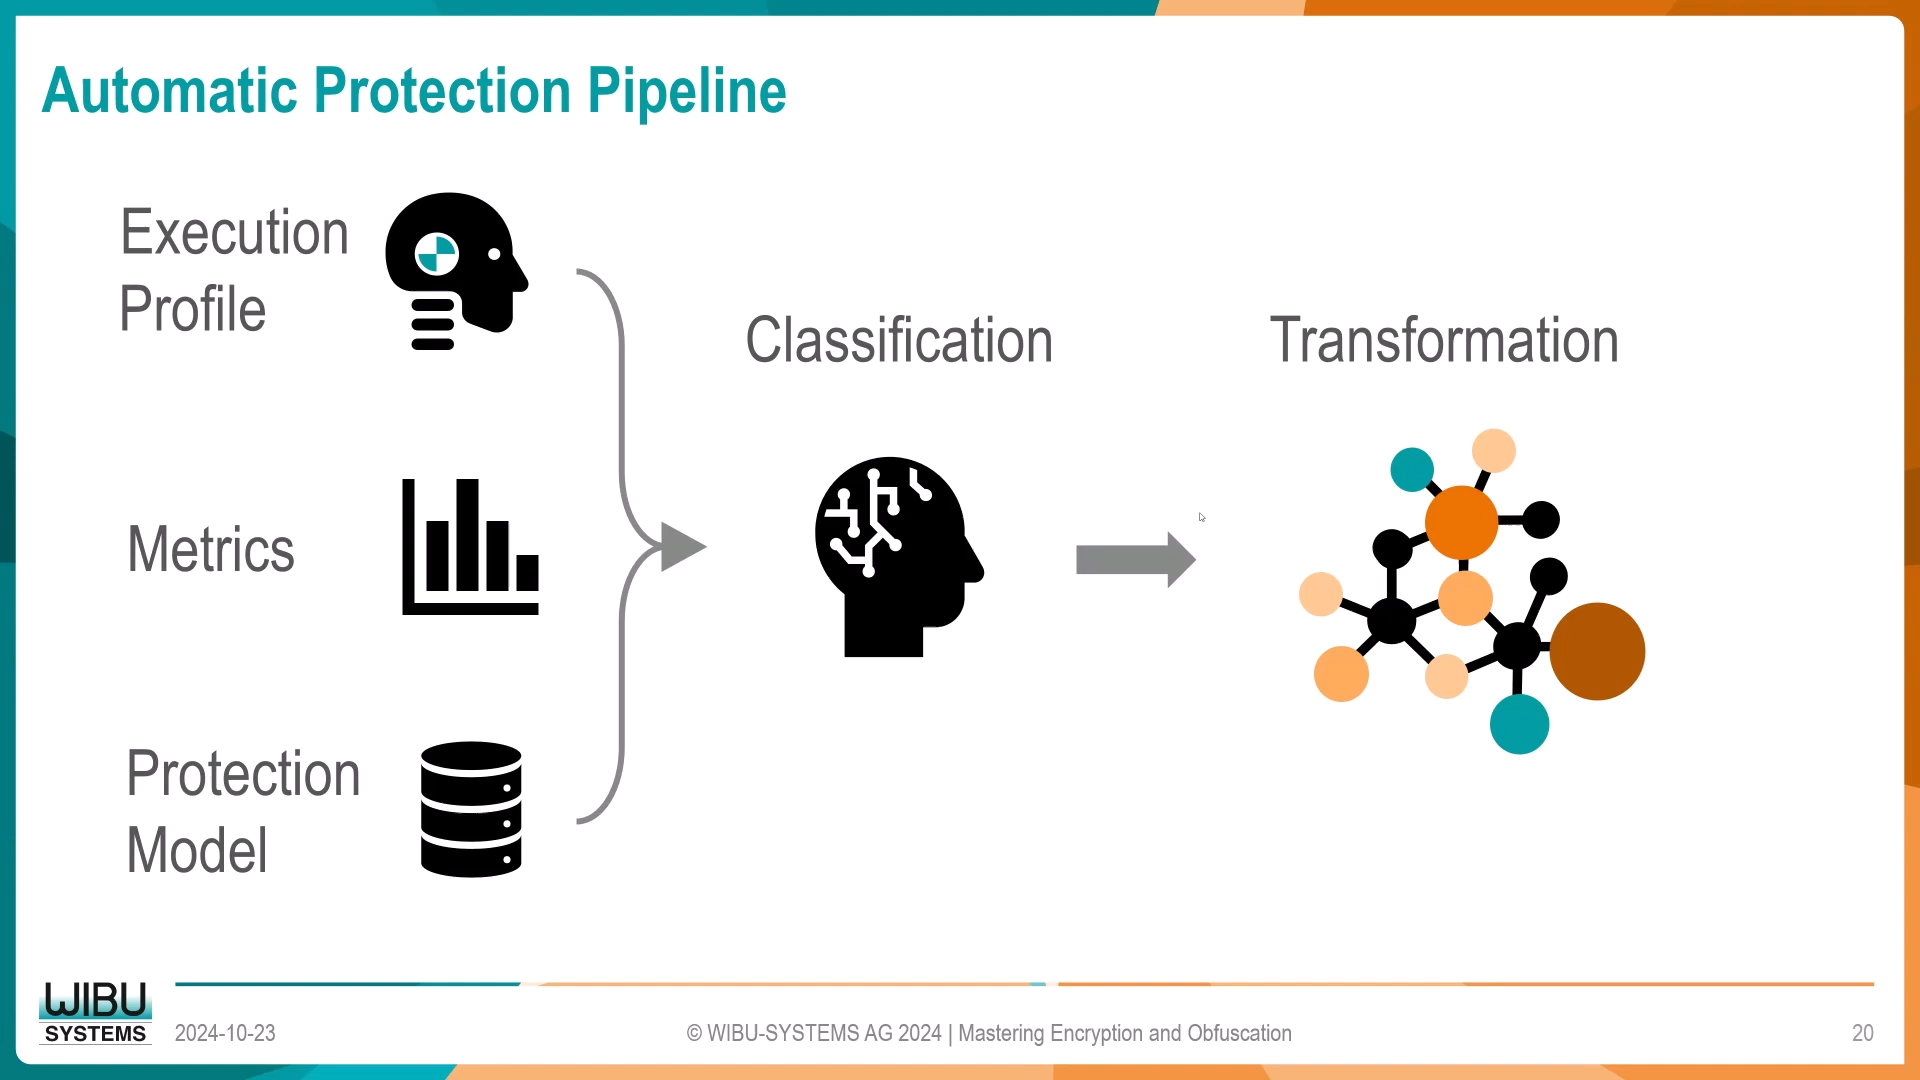 Automatic Protection Pipeline
Execution
Profile
Metrics
Protection
Model
Classification
Transformation
WIBU
SYSTEMS
2024-10-23
© WIBU-SYSTEMS AG 2024 | Mastering Encryption and Obfuscation
20